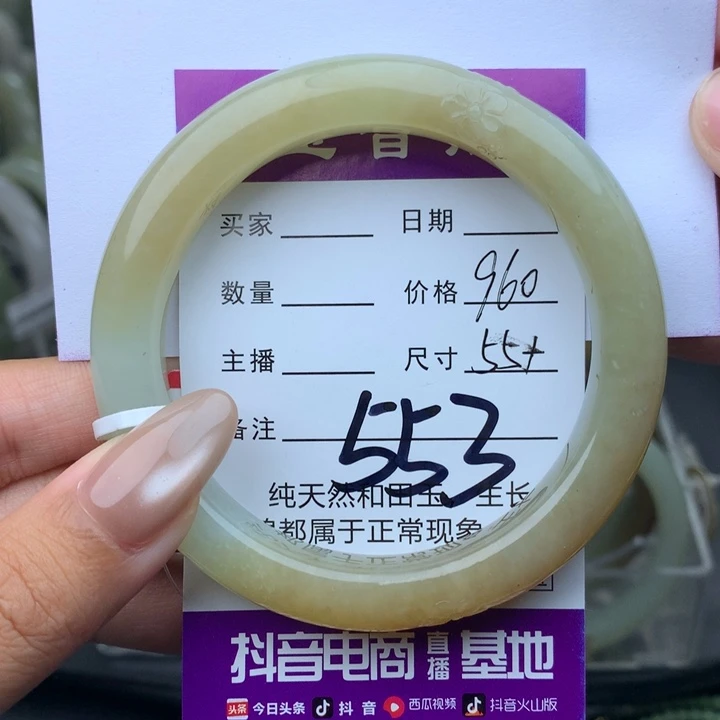 买家 日期
数量 价格 960
主播 尺寸 55+
备注 553
纯天然和田玉，生长
都属于正常现象
抖音电商直播基地
头条 今日头条 抖音 西瓜视频 抖音火山版